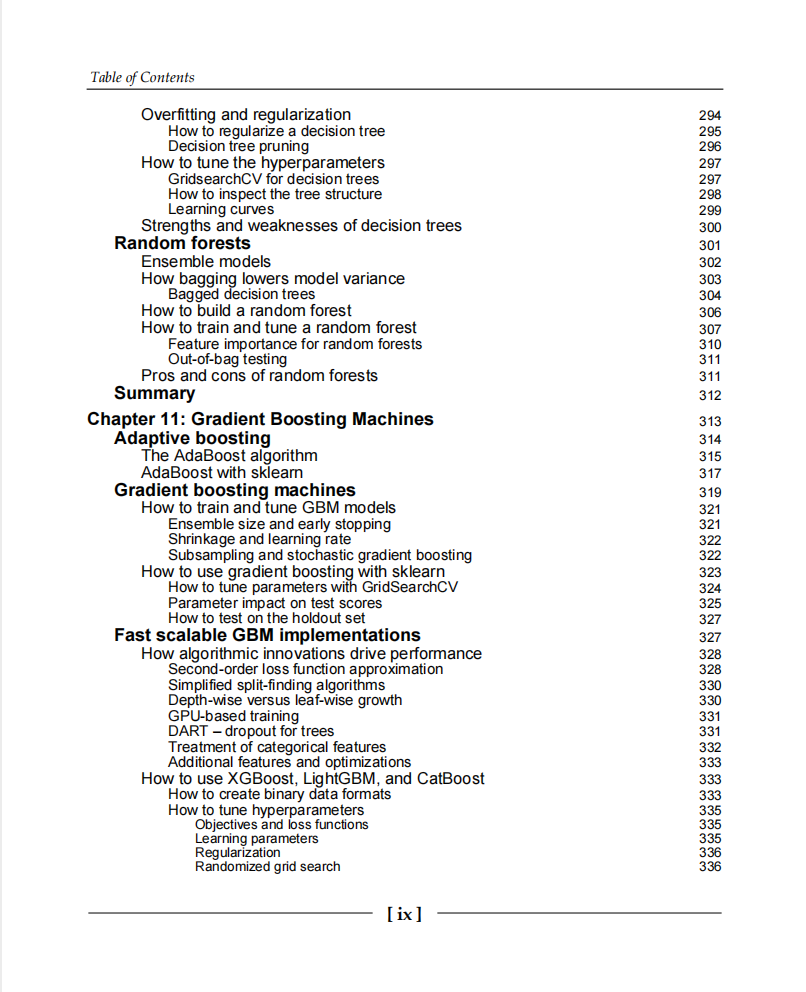 Table of Contents
Overfitting and regularization 294
How to regularize a decision tree 295
Decision tree pruning 296
How to tune the hyperparameters 297
GridsearchCV for decision trees 297
How to inspect the tree structure 298
Learning curves 299
Strengths and weaknesses of decision trees 300
Random forests 301
Ensemble models 302
How bagging lowers model variance 303
Bagged decision trees 304
How to build a random forest 306
How to train and tune a random forest 307
Feature importance for random forests 310
Out-of-bag testing 311
Pros and cons of random forests 311
Summary 312
Chapter 11: Gradient Boosting Machines 313
Adaptive boosting 314
The AdaBoost algorithm 315
AdaBoost with sklearn 317
Gradient boosting machines 319
How to train and tune GBM models 321
Ensemble size and early stopping 321
Shrinkage and learning rate 322
Subsampling and stochastic gradient boosting 322
How to use gradient boosting with sklearn 323
How to tune parameters with GridSearchCV 324
Parameter impact on test scores 325
How to test on the holdout set 327
Fast scalable GBM implementations 327
How algorithmic innovations drive performance 328
Second-order loss function approximation 328
Simplified split-finding algorithms 330
Depth-wise versus leaf-wise growth 330
GPU-based training 331
DART – dropout for trees 331
Treatment of categorical features 332
Additional features and optimizations 333
How to use XGBoost, LightGBM, and CatBoost 333
How to create binary data formats 333
How to tune hyperparameters 335
Objectives and loss functions 335
Learning parameters 335
Regularization 336
Randomized grid search 336
[ ix ]